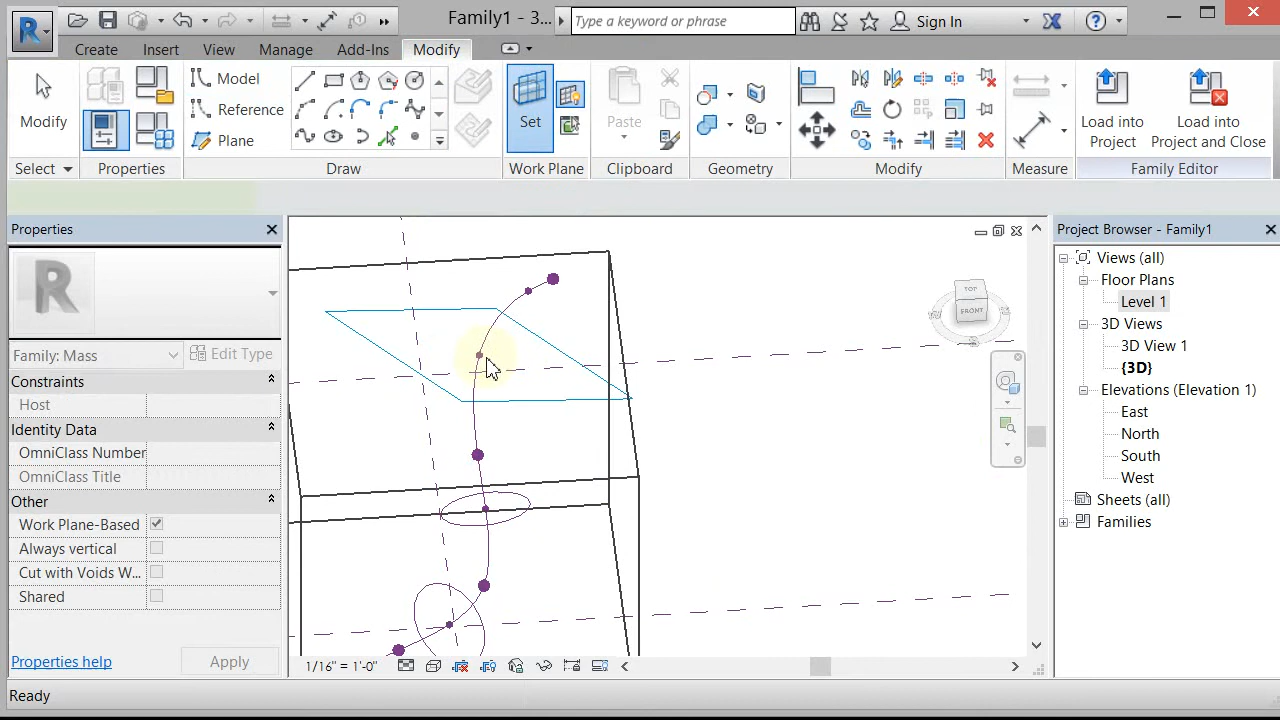 Family1 - 3...
Type a keyword or phrase
Sign In
Create Insert View Manage Add-Ins Modify
Modify
Model
Reference
Plane
Set
Paste
Load into Project
Load into Project and Close
Select Properties Draw Work Plane Clipboard Geometry Modify Measure Family Editor
Properties
Family: Mass
Edit Type
Constraints
Host
Identity Data
OmniClass Number
OmniClass Title
Other
Work Plane-Based
Always vertical
Cut with Voids W...
Shared
Properties help
Apply
TOP
FRONT
1/16" = 1'-0"
Project Browser - Family1
Views (all)
Floor Plans
Level 1
3D Views
3D View 1
{3D}
Elevations (Elevation 1)
East
North
South
West
Sheets (all)
Families
Ready